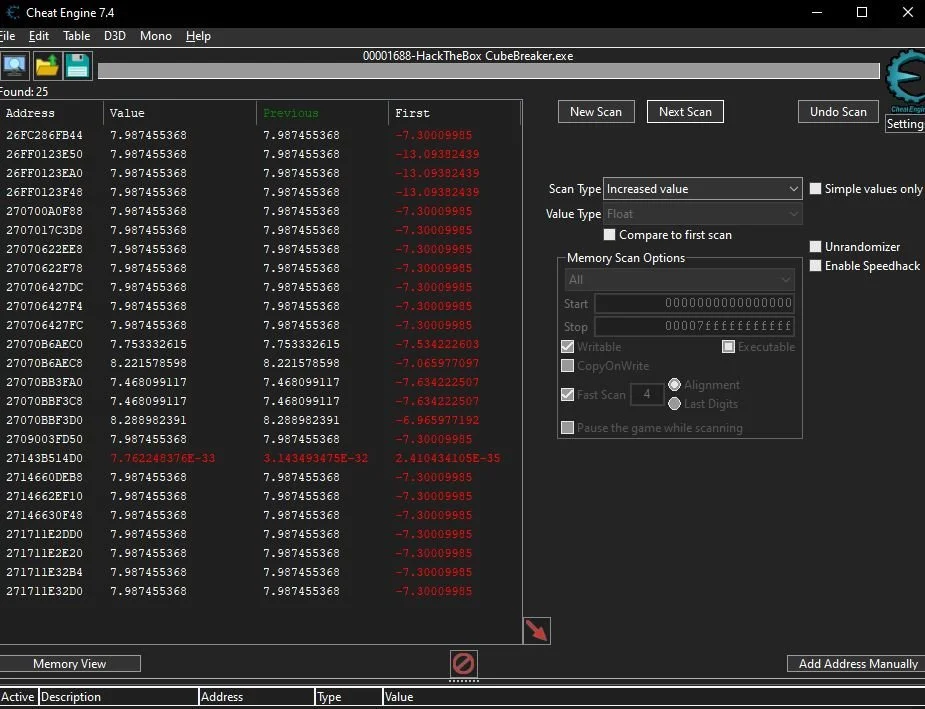 Cheat Engine 7.4
File Edit Table D3D Mono Help
00001688-HackTheBox CubeBreaker.exe
Found: 25
Cheat Engine
Settings
Address Value Previous First
26FC286FB44 7.987455368 7.987455368 -7.30009985
26FF0123E50 7.987455368 7.987455368 -13.09382439
26FF0123EA0 7.987455368 7.987455368 -13.09382439
26FF0123F48 7.987455368 7.987455368 -13.09382439
270700A0F88 7.987455368 7.987455368 -7.30009985
2707017C3D8 7.987455368 7.987455368 -7.30009985
27070622EE8 7.987455368 7.987455368 -7.30009985
27070622F78 7.987455368 7.987455368 -7.30009985
270706427DC 7.987455368 7.987455368 -7.30009985
270706427F4 7.987455368 7.987455368 -7.30009985
270706427FC 7.987455368 7.987455368 -7.30009985
27070B6AEC0 7.753332615 7.753332615 -7.534222603
27070B6AEC8 8.221578598 8.221578598 -7.065977097
27070BB3FA0 7.468099117 7.468099117 -7.634222507
27070BBF3C8 7.468099117 7.468099117 -7.634222507
27070BBF3D0 8.288982391 8.288982391 -6.965977192
2709003FD50 7.987455368 7.987455368 -7.30009985
27143B514D0 7.762248376E-33 3.143493475E-32 2.410434105E-35
2714660DEB8 7.987455368 7.987455368 -7.30009985
2714662EF10 7.987455368 7.987455368 -7.30009985
27146630F48 7.987455368 7.987455368 -7.30009985
271711E2DD0 7.987455368 7.987455368 -7.30009985
271711E2E20 7.987455368 7.987455368 -7.30009985
271711E32B4 7.987455368 7.987455368 -7.30009985
271711E32D0 7.987455368 7.987455368 -7.30009985
New Scan Next Scan Undo Scan
Scan Type Increased value Simple values only
Value Type Float
Compare to first scan
Unrandomizer
Enable Speedhack
Memory Scan Options
All
Start 0000000000000000
Stop 00007fffffffffff
Writable Executable
CopyOnWrite
Fast Scan 4 Alignment
Last Digits
Pause the game while scanning
Memory View Add Address Manually
Active Description Address Type Value